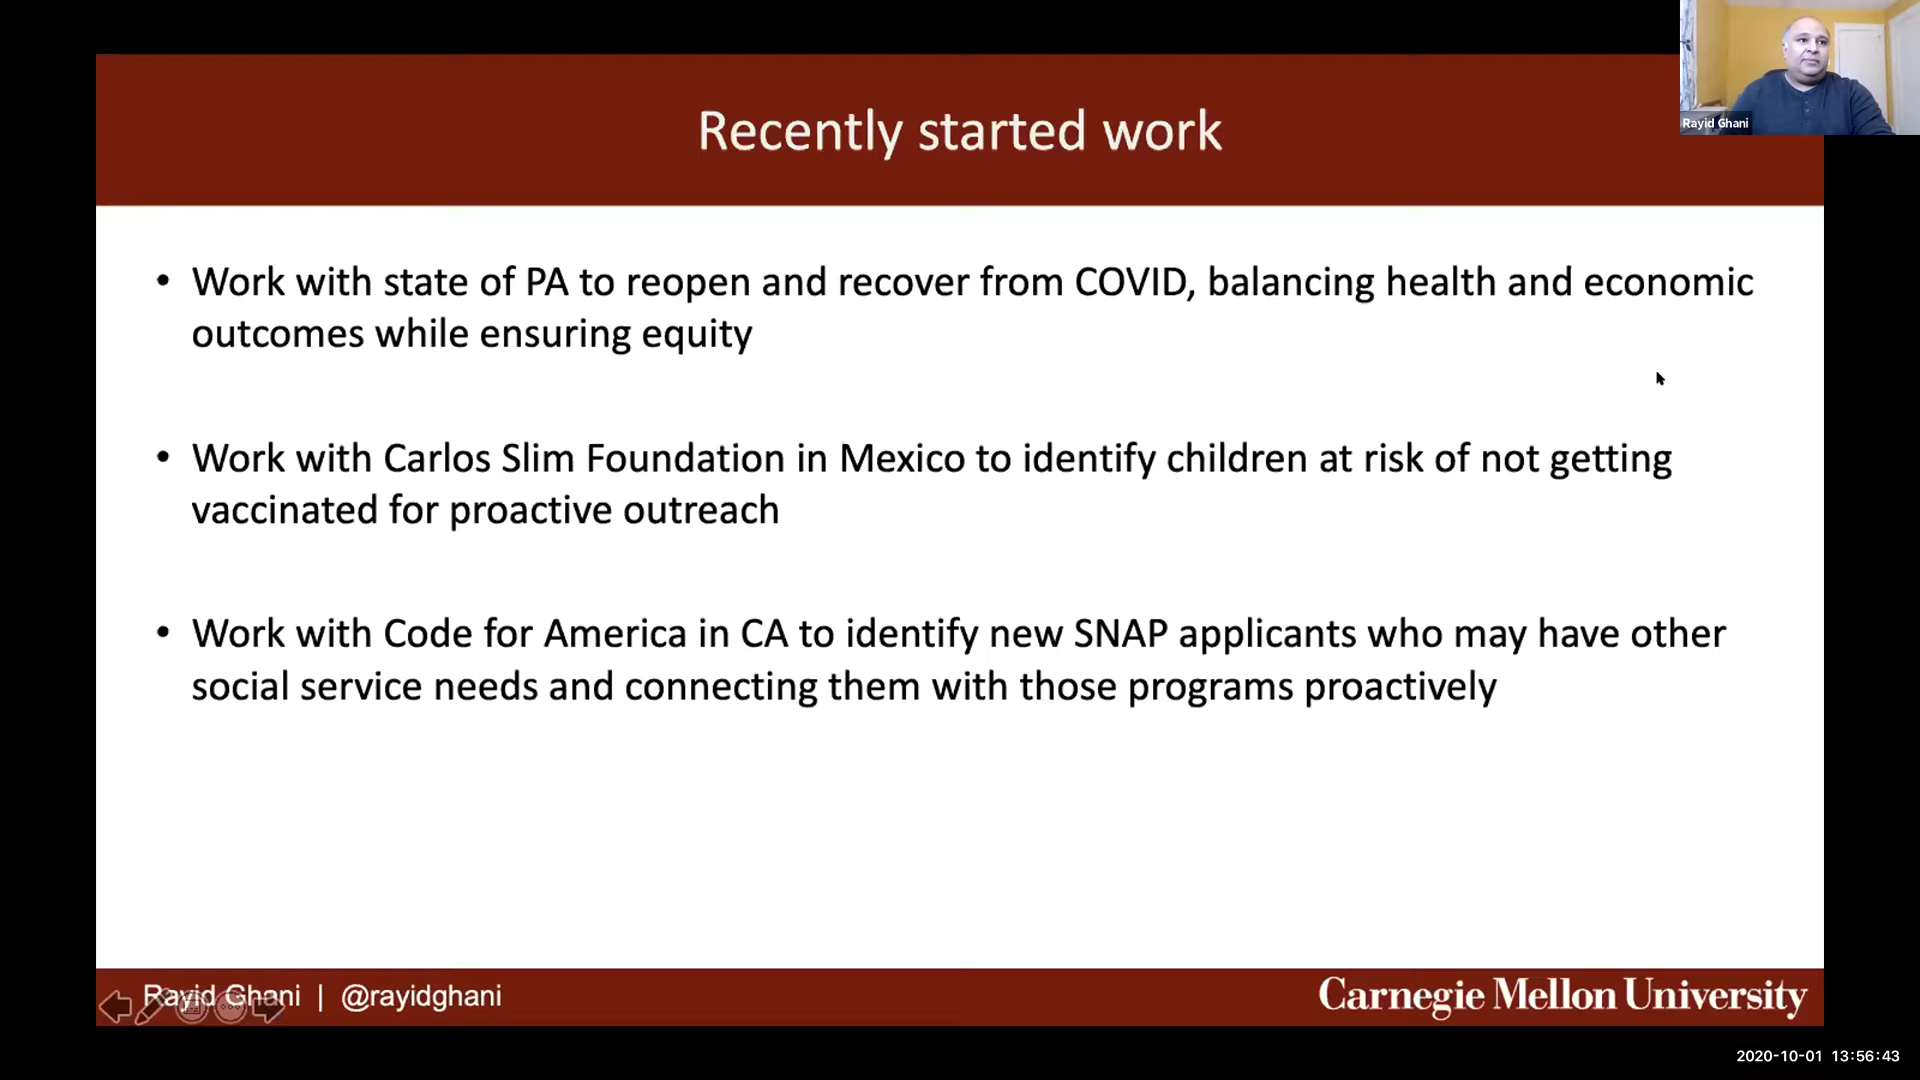 Rayid Ghani
Recently started work
• Work with state of PA to reopen and recover from COVID, balancing health and economic
outcomes while ensuring equity
• Work with Carlos Slim Foundation in Mexico to identify children at risk of not getting
vaccinated for proactive outreach
• Work with Code for America in CA to identify new SNAP applicants who may have other
social service needs and connecting them with those programs proactively
Rayid Ghani | @rayidghani
Carnegie Mellon University
2020-10-01 13:56:43